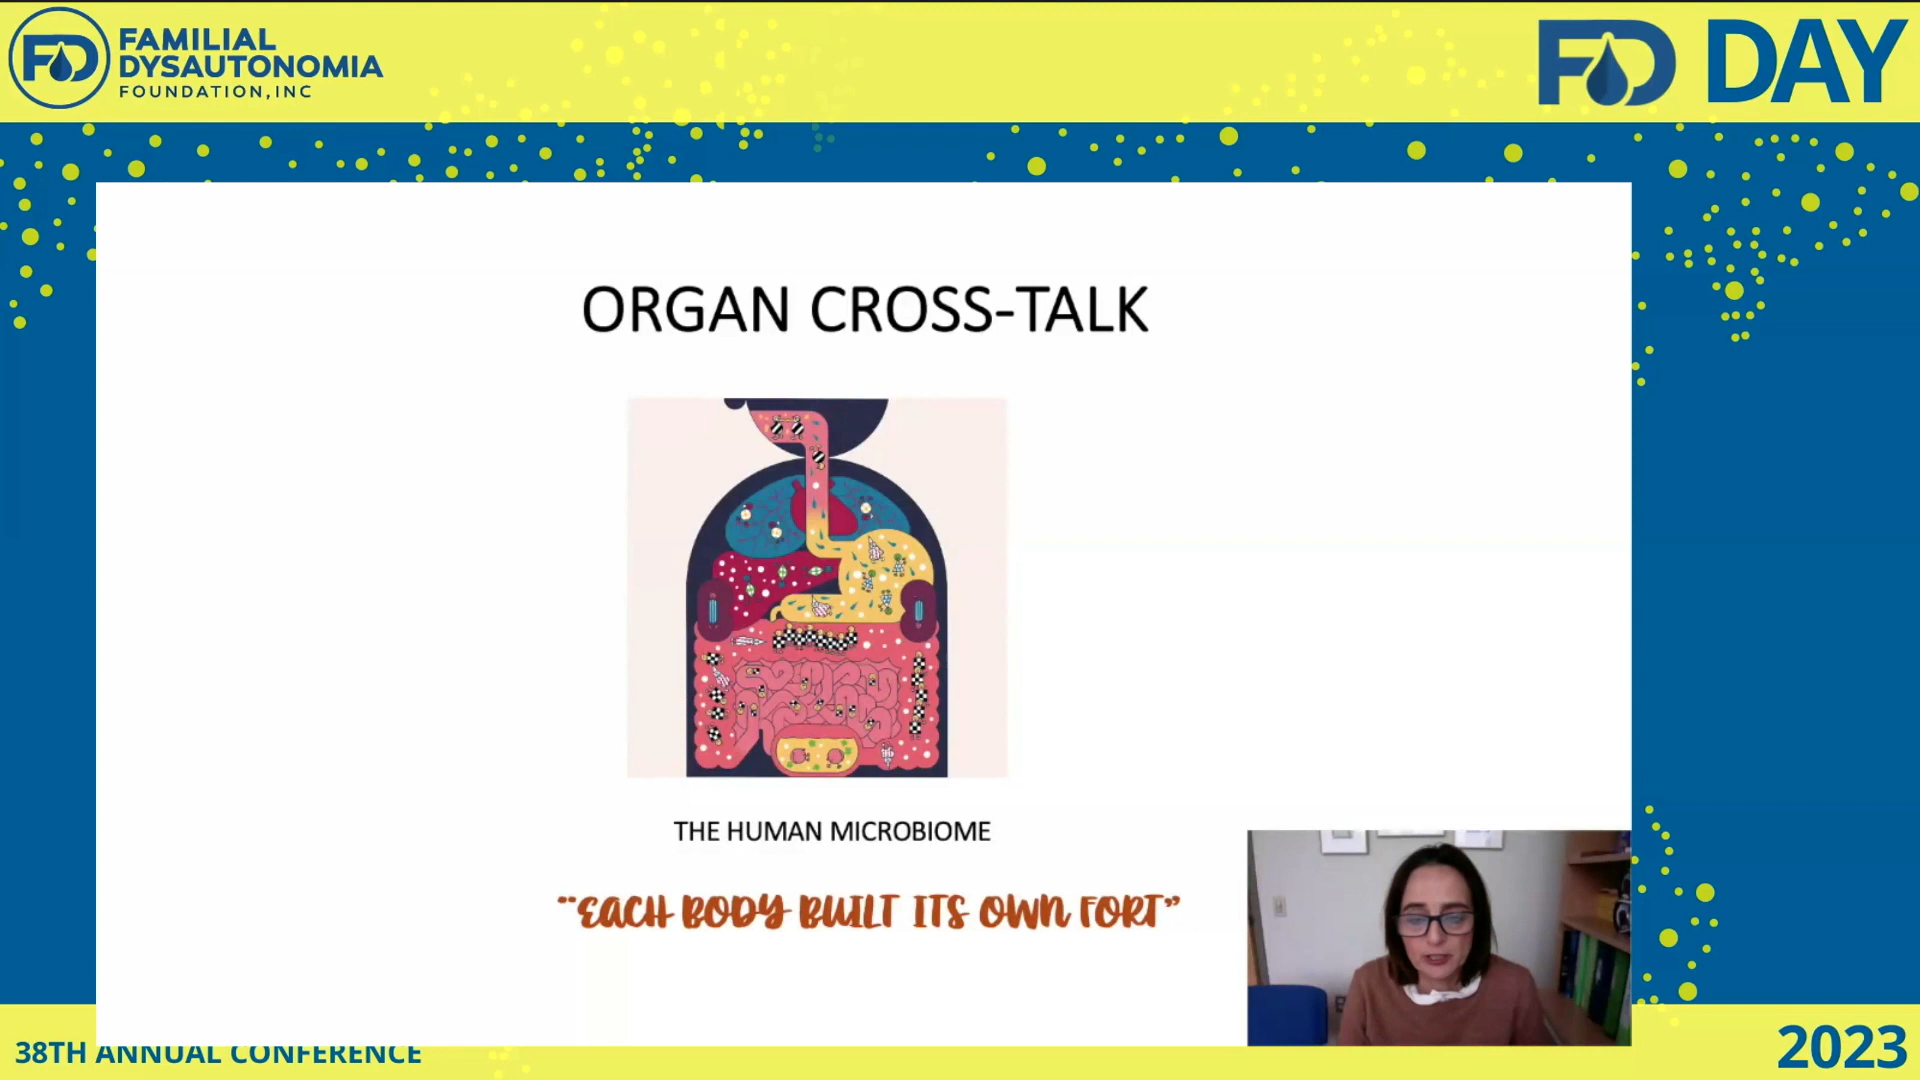 FD
FAMILIAL
DYSAUTONOMIA
FOUNDATION, INC
FD DAY
ORGAN CROSS-TALK
THE HUMAN MICROBIOME
"EACH BODY BUILT ITS OWN FORT"
38TH ANNUAL CONFERENCE
2023